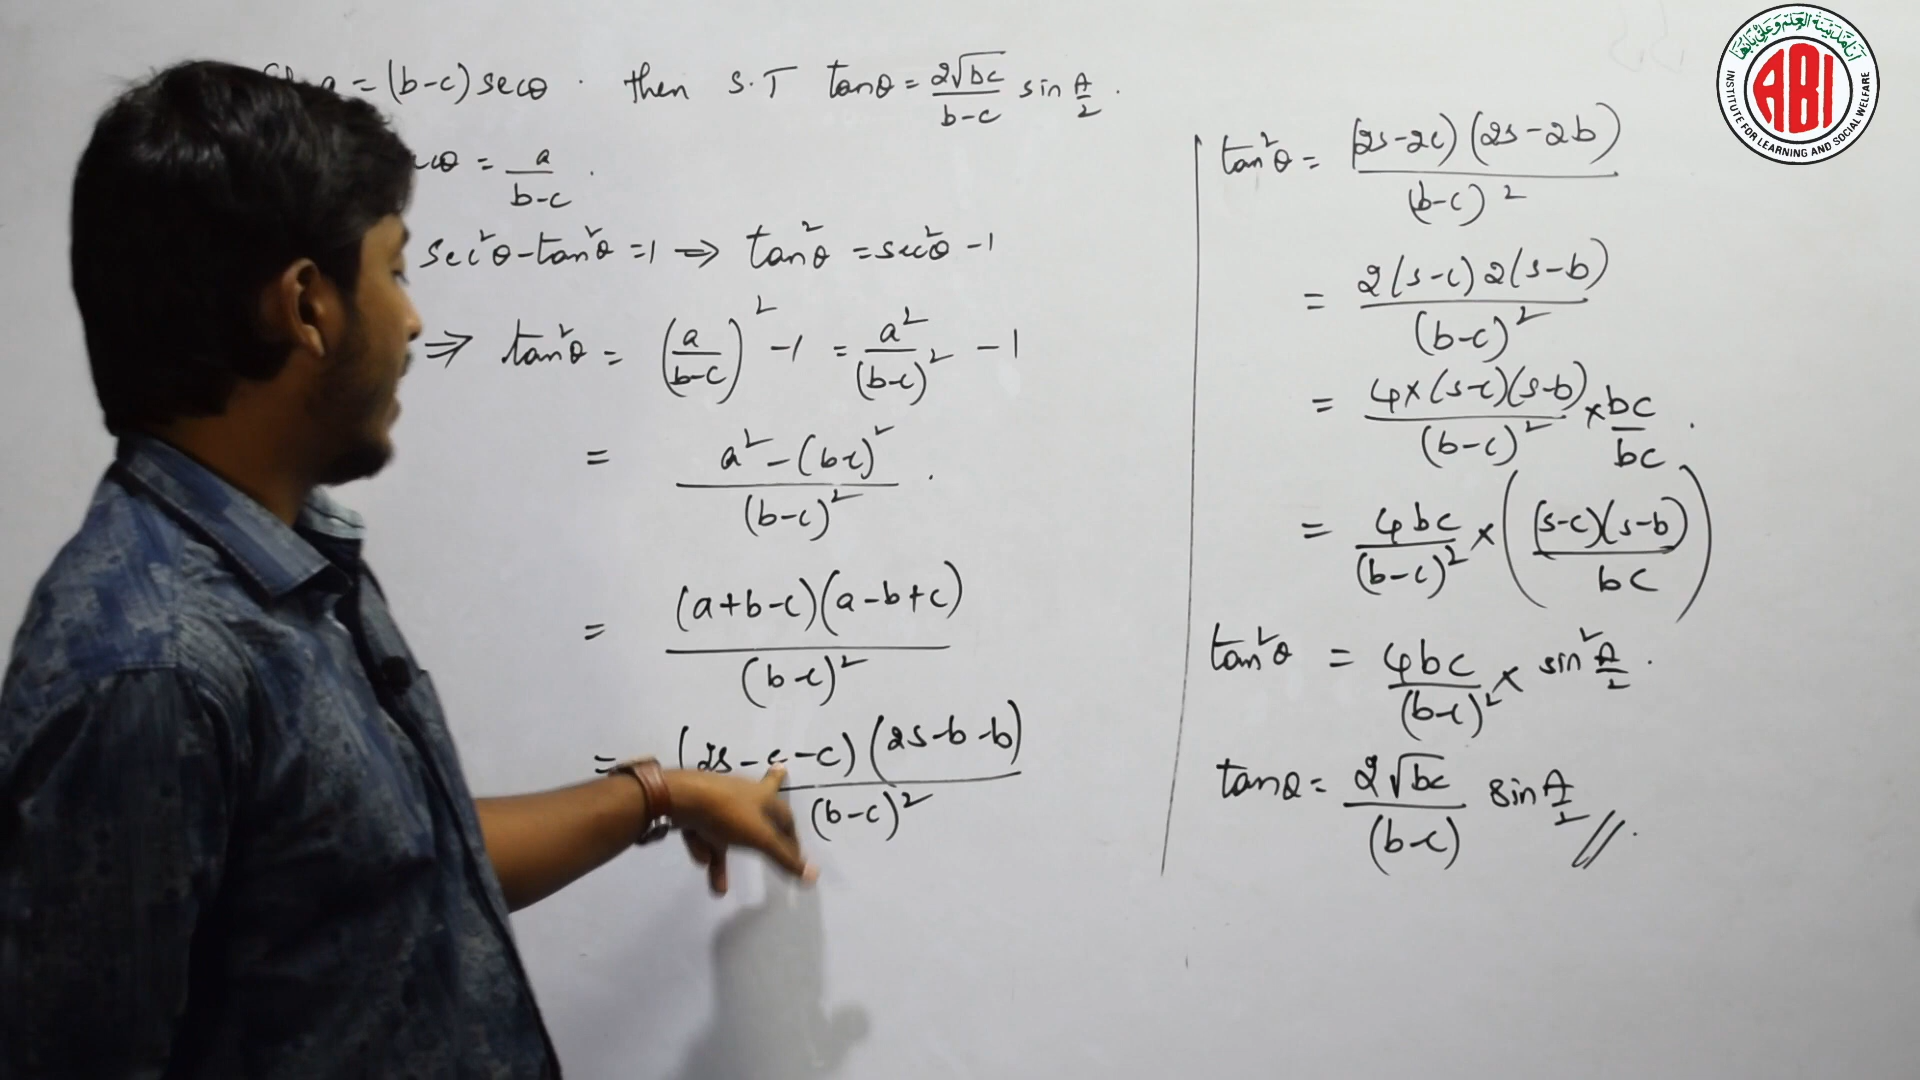 a = (b-c) secθ . then S.T tanθ = 2√bc / b-c sin A/2 .
θ = a / b-c .
sec²θ - tan²θ = 1 ⇒ tan²θ = sec²θ - 1
⇒ tan²θ = (a / b-c)² - 1 = a² / (b-c)² - 1
= a² - (b-c)² / (b-c)² .
= (a+b-c)(a-b+c) / (b-c)²
= (2s-c-c)(2s-b-b) / (b-c)²
tan²θ = (2s-2c)(2s-2b) / (b-c)²
= 2(s-c)2(s-b) / (b-c)²
= 4×(s-c)(s-b) / (b-c)² × bc / bc .
= 4bc / (b-c)² × ((s-c)(s-b) / bc)
tan²θ = 4bc / (b-c)² × sin² A/2 .
tanθ = 2√bc / (b-c) sin A/2 // .
ABI
INSTITUTE FOR LEARNING AND SOCIAL WELFARE